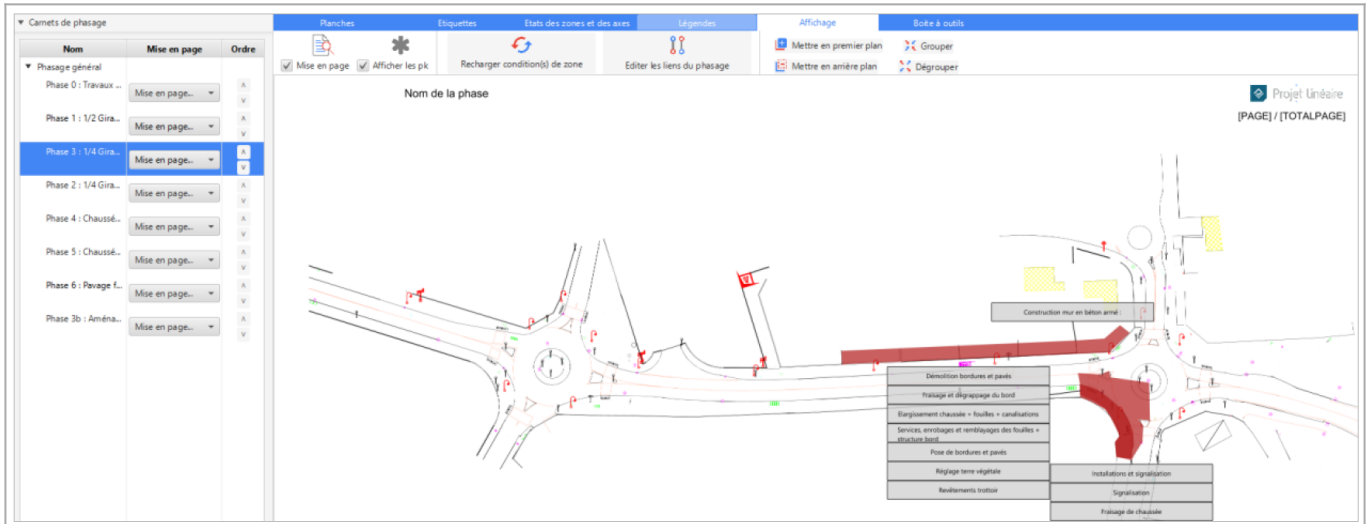 Carnets de phasage
Nom Mise en page Ordre
Phasage général
Phase 0 : Travaux ... Mise en page...
Phase 1 : 1/2 Gira... Mise en page...
Phase 3 : 1/4 Gira... Mise en page...
Phase 2 : 1/4 Gira... Mise en page...
Phase 4 : Chaussé... Mise en page...
Phase 5 : Chaussé... Mise en page...
Phase 6 : Pavage f... Mise en page...
Phase 3b : Aména... Mise en page...
Planches Etiquettes Etats des zones et des axes Légendes Affichage Boite à outils
Mise en page Afficher les pk Recharger condition(s) de zone Editer les liens du phasage
Mettre en premier plan Grouper
Mettre en arrière plan Dégrouper
Nom de la phase
Projet Linéaire
[PAGE] / [TOTALPAGE]
Construction mur en béton armé :
Démolition bordures et pavés
Fraisage et dégrappage du bord
Elargissement chaussée + fouilles + canalisations
Services, enrobages et remblayages des fouilles +
structure bord
Pose de bordures et pavés
Réglage terre végétale
Revêtements trottoir
Installations et signalisation
Signalisation
Fraisage de chaussée